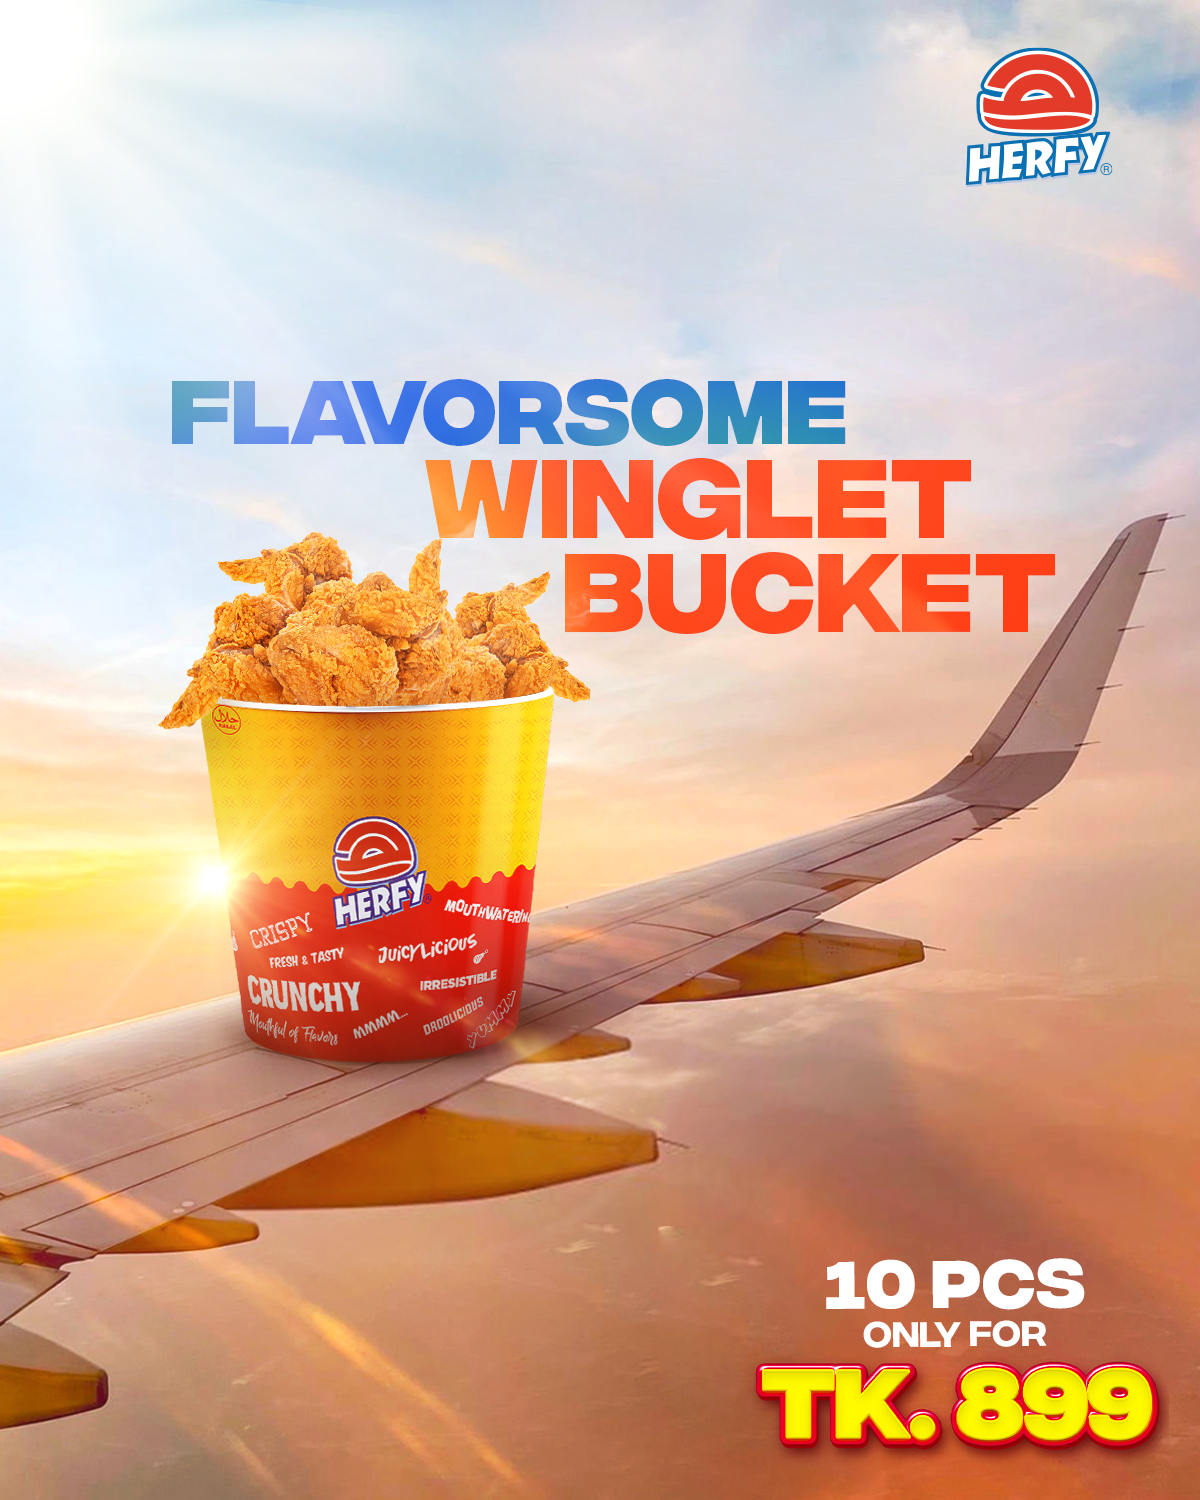 HERFY®
FLAVORSOME
WINGLET
BUCKET
حلال
HERFY
CRISPY
MOUTHWATERING
FRESH & TASTY
JUICYLICIOUS
CRUNCHY
IRRESISTIBLE
Mouthful of Flavors
MMMM...
DROOLICIOUS
YUMMY
10 PCS
ONLY FOR
TK. 899